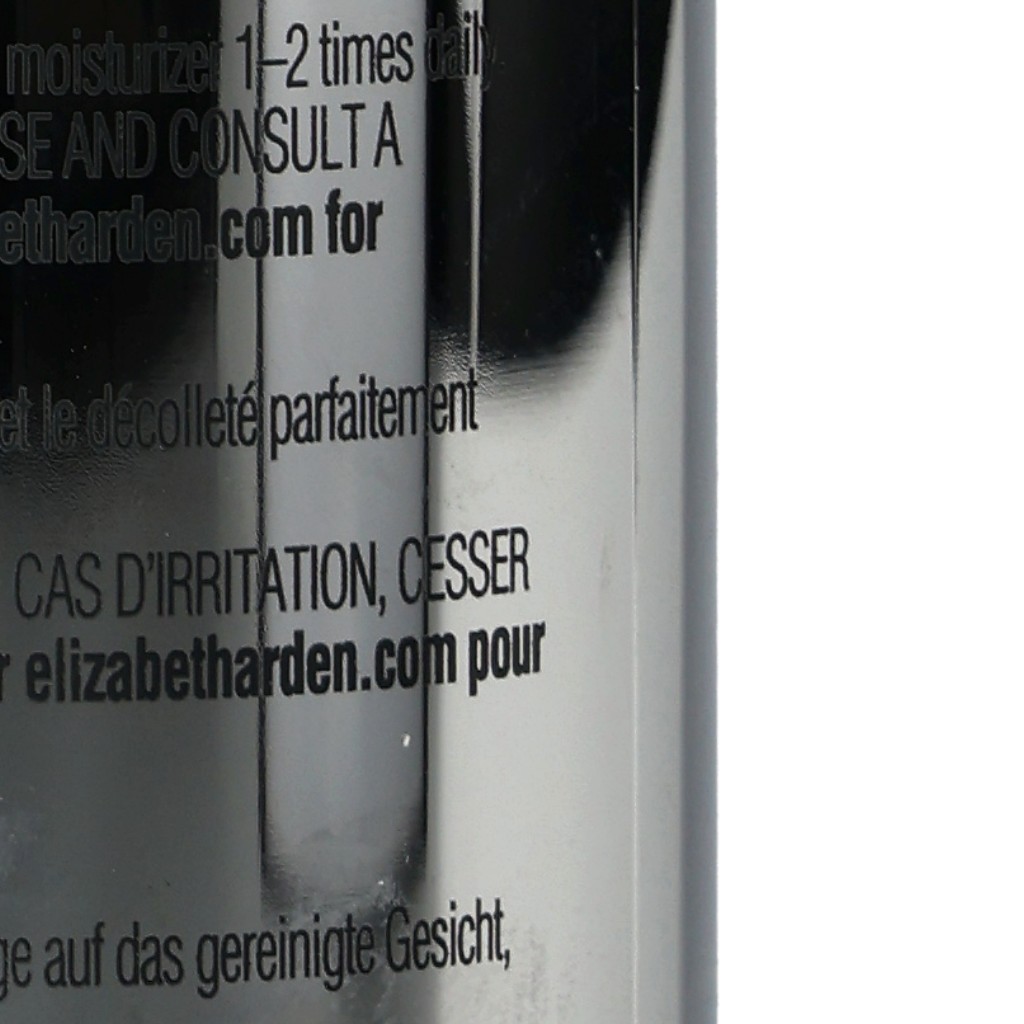 moisturizer 1–2 times daily
SE AND CONSULT A
etharden.com for
et le décolleté parfaitement
CAS D'IRRITATION, CESSER
r elizabetharden.com pour
ge auf das gereinigte Gesicht,